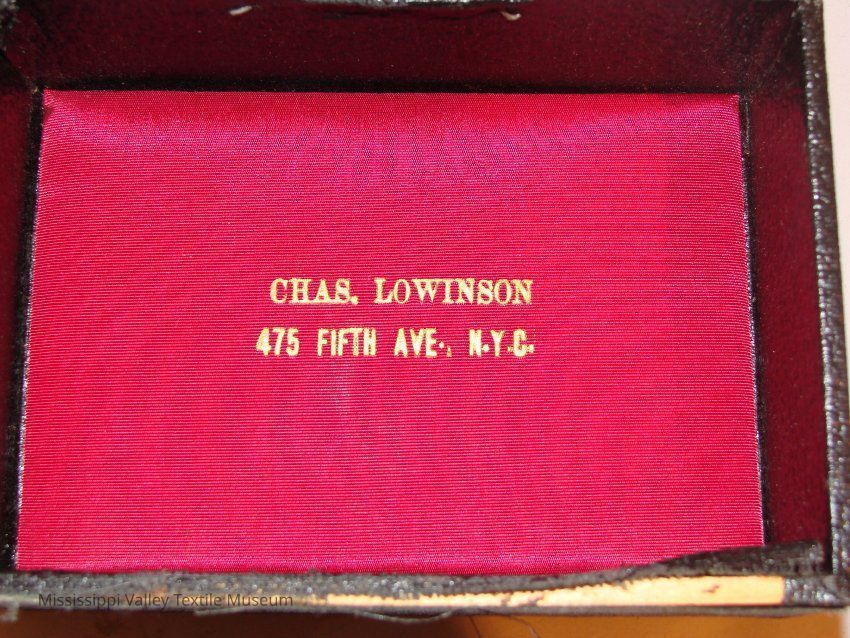 CHAS. LOWINSON
475 FIFTH AVE., N.Y.C.
Mississippi Valley Textile Museum